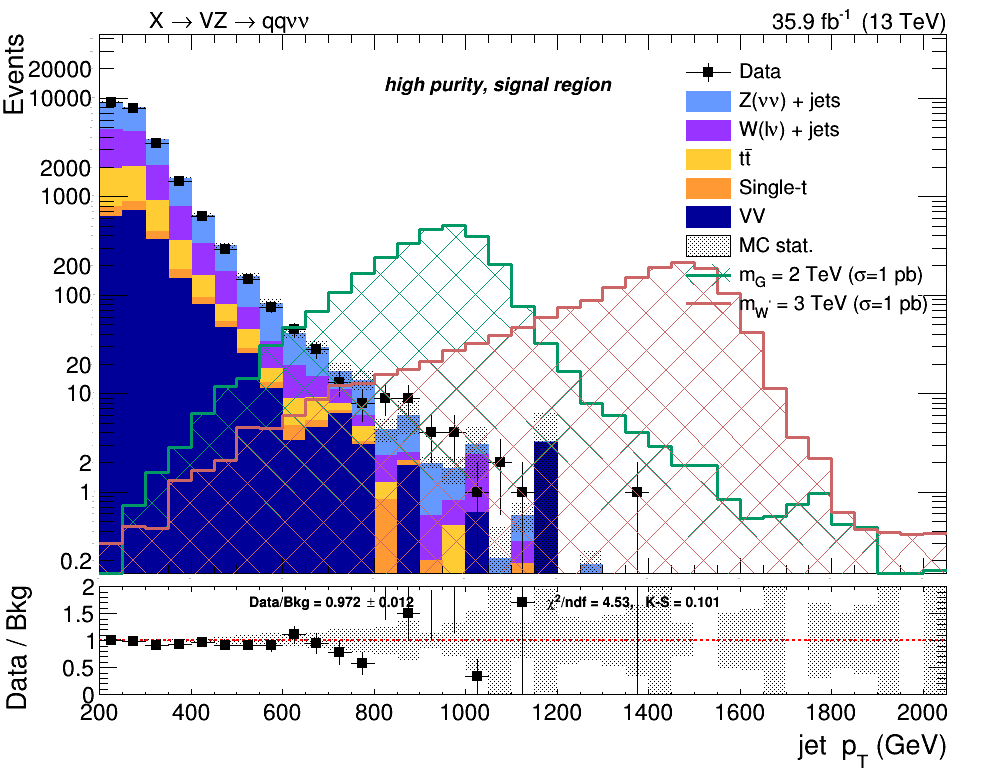 X → VZ → qqνν
35.9 fb⁻¹ (13 TeV)
Events
high purity, signal region
Data
Z(νν) + jets
W(lν) + jets
tt̄
Single-t
VV
MC stat.
m_G = 2 TeV (σ=1 pb)
m_W' = 3 TeV (σ=1 pb)
20000
10000
2000
1000
200
100
20
10
2
1
0.2
Data / Bkg
2
1.5
1
0.5
0
Data/Bkg = 0.972 ± 0.012
χ²/ndf = 4.53, K-S = 0.101
200 400 600 800 1000 1200 1400 1600 1800 2000
jet p_T (GeV)